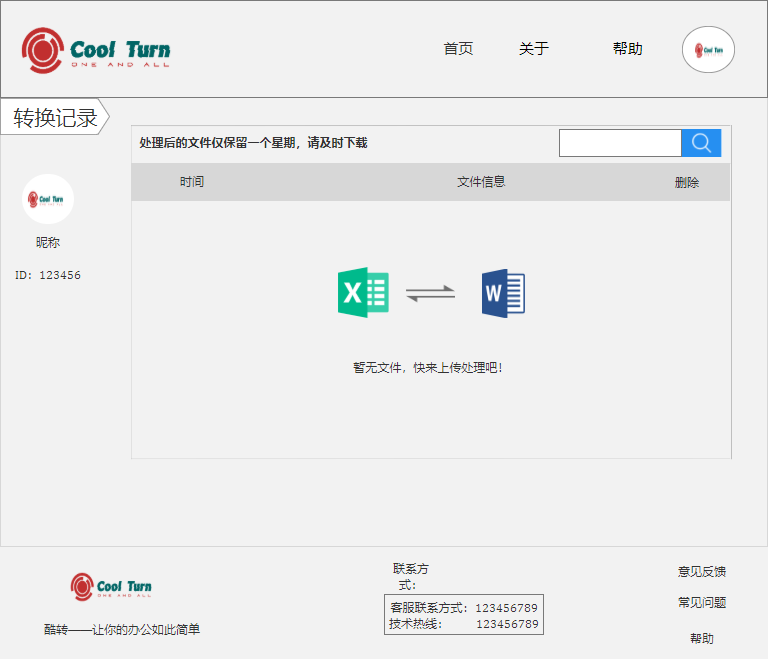 Cool Turn
ONE AND ALL
首页 关于 帮助
Cool Turn
转换记录
处理后的文件仅保留一个星期，请及时下载
时间 文件信息 删除
Cool Turn
昵称
ID: 123456
X W
暂无文件，快来上传处理吧!
Cool Turn
ONE AND ALL
酷转——让你的办公如此简单
联系方
式:
客服联系方式: 123456789
技术热线: 123456789
意见反馈
常见问题
帮助